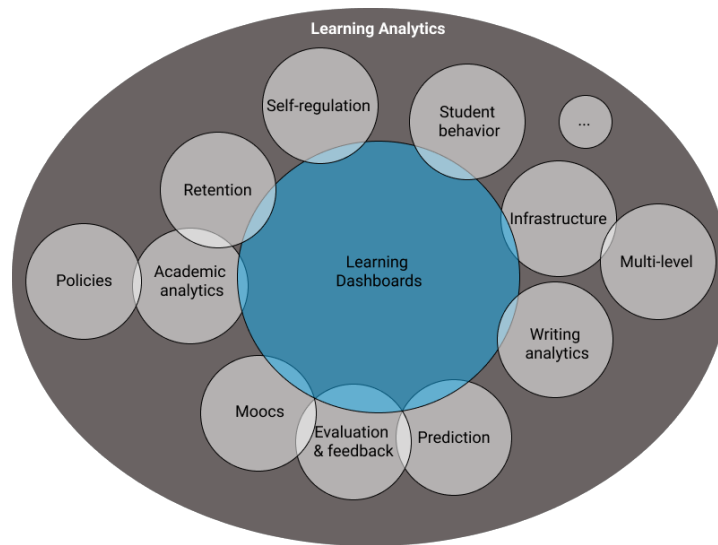 Learning Analytics
Self-regulation
Student
behavior
...
Retention
Infrastructure
Learning
Dashboards
Policies
Academic
analytics
Multi-level
Writing
analytics
Moocs
Evaluation
& feedback
Prediction